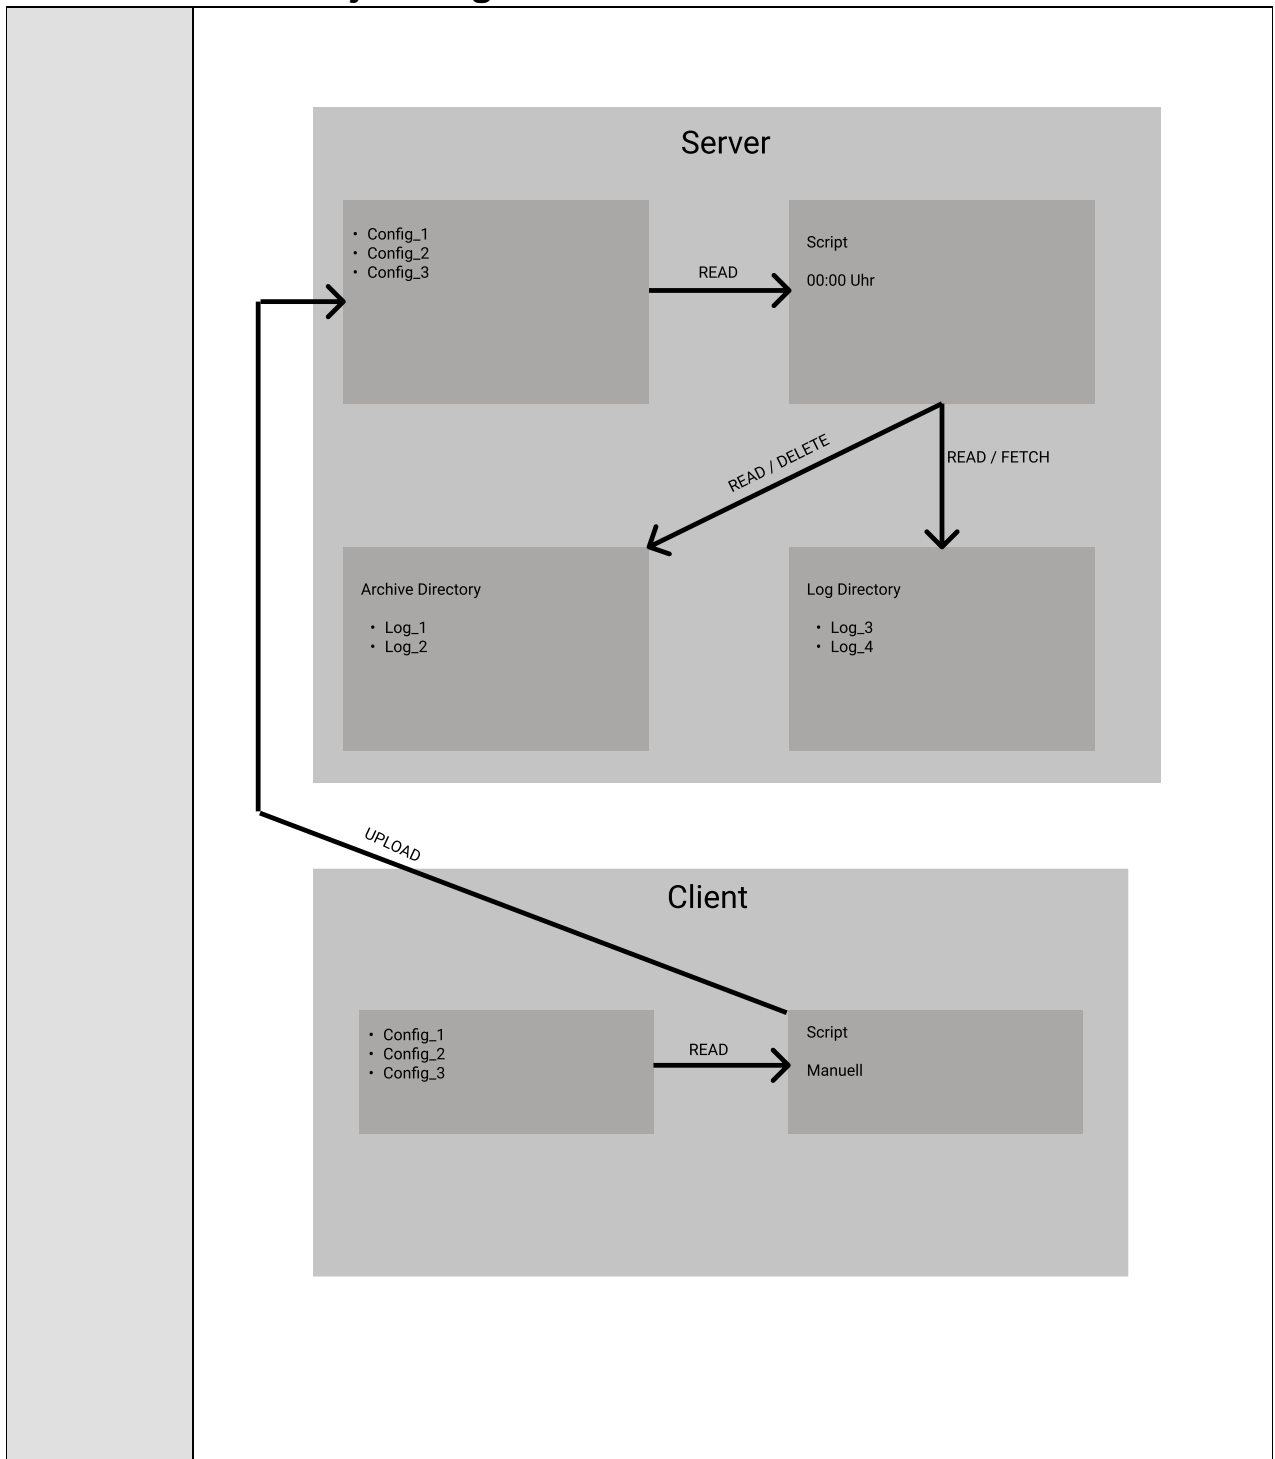 Server
• Config_1
• Config_2
• Config_3
READ
Script
00:00 Uhr
READ / DELETE
READ / FETCH
Archive Directory
• Log_1
• Log_2
Log Directory
• Log_3
• Log_4
UPLOAD
Client
• Config_1
• Config_2
• Config_3
READ
Script
Manuell